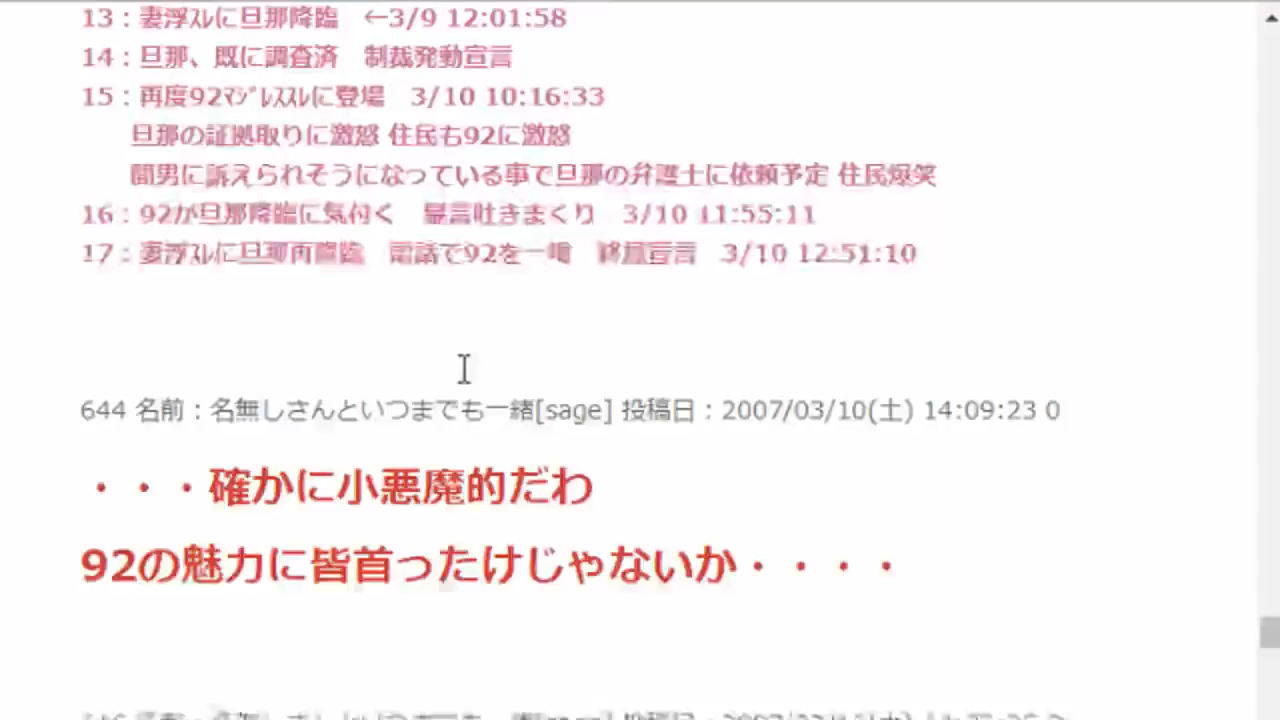 13：妻浮ｽﾚに旦那降臨　←3/9 12:01:58
14：旦那、既に調査済　制裁発動宣言
15：再度92ﾏｼﾞﾚｽｽﾚに登場　3/10 10:16:33
旦那の証拠取りに激怒 住民も92に激怒
間男に訴えられそうになっている事で旦那の弁護士に依頼予定 住民爆笑
16：92が旦那降臨に気付く　暴言吐きまくり　3/10 11:55:11
17：妻浮ｽﾚに旦那再降臨　電話で92を一喝　終了宣言　3/10 12:51:10
644 名前：名無しさんといつまでも一緒[sage] 投稿日：2007/03/10(土) 14:09:23 0
・・・確かに小悪魔的だわ
92の魅力に皆首ったけじゃないか・・・・